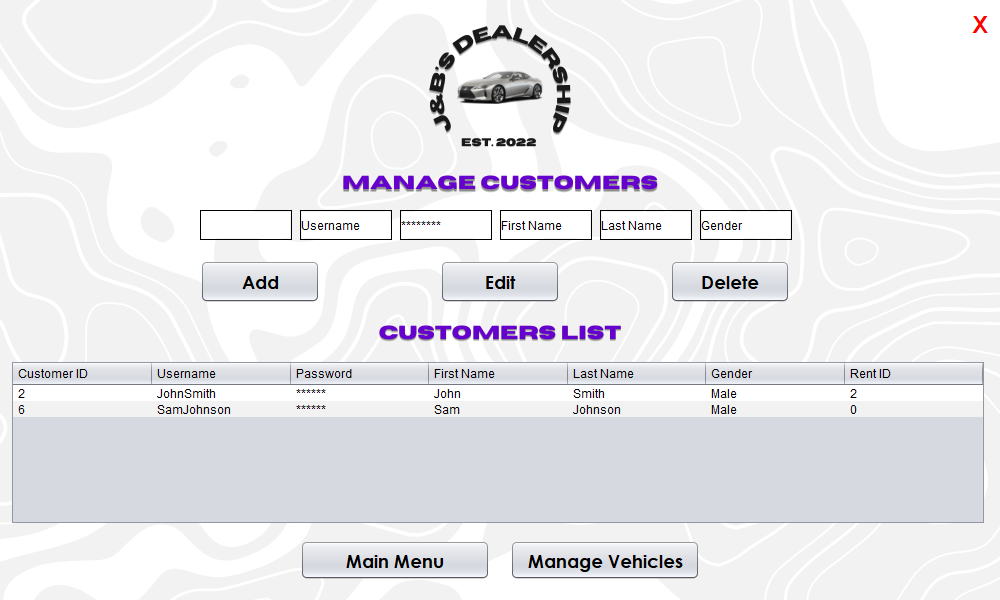 X
J&B's DEALERSHIP
EST. 2022
MANAGE CUSTOMERS
Username ******** First Name Last Name Gender
Add Edit Delete
CUSTOMERS LIST
Customer ID Username Password First Name Last Name Gender Rent ID
2 JohnSmith ****** John Smith Male 2
6 SamJohnson ****** Sam Johnson Male 0
Main Menu Manage Vehicles